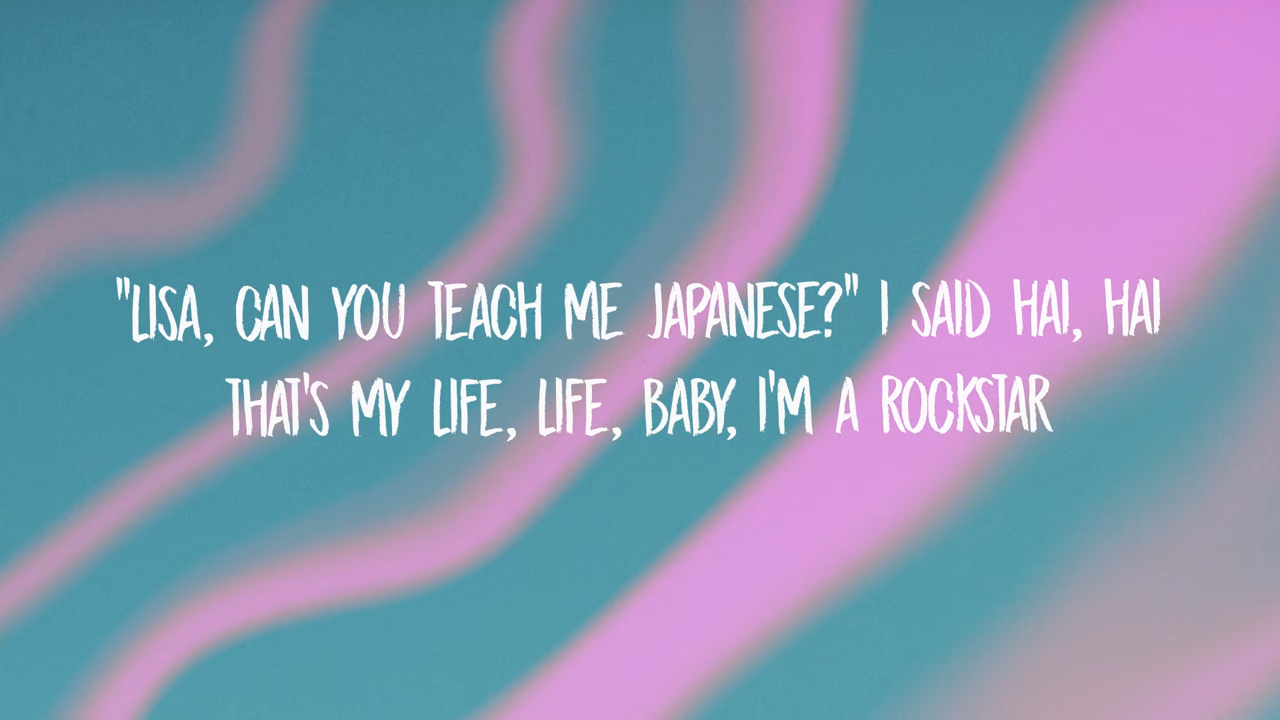 "LISA, CAN YOU TEACH ME JAPANESE?" I SAID HAI, HAI
THAT'S MY LIFE, LIFE, BABY, I'M A ROCKSTAR